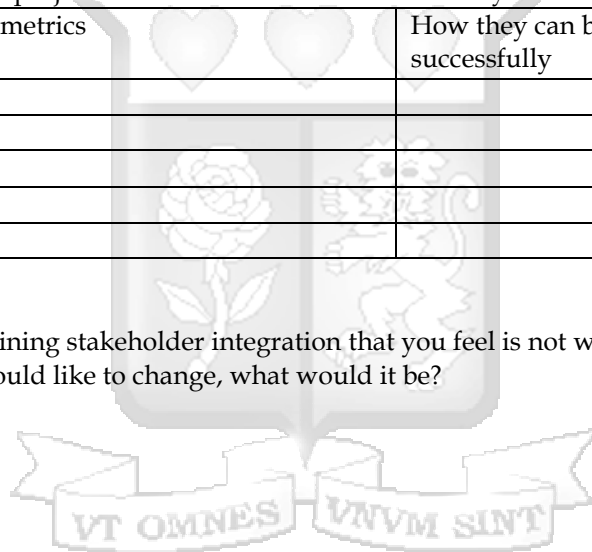 metrics
How they can b
successfully
ining stakeholder integration that you feel is not w
ould like to change, what would it be?
VT OMNES VNVM SINT